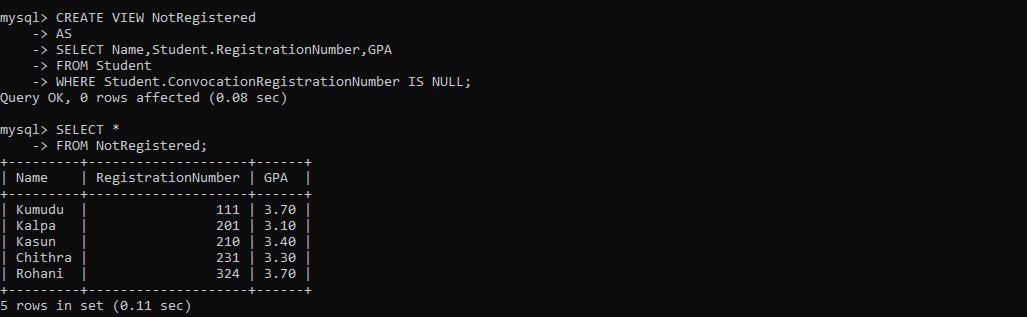 mysql> CREATE VIEW NotRegistered
    -> AS
    -> SELECT Name,Student.RegistrationNumber,GPA
    -> FROM Student
    -> WHERE Student.ConvocationRegistrationNumber IS NULL;
Query OK, 0 rows affected (0.08 sec)

mysql> SELECT *
    -> FROM NotRegistered;
+---------+--------------------+------+
| Name    | RegistrationNumber | GPA  |
+---------+--------------------+------+
| Kumudu  |                111 | 3.70 |
| Kalpa   |                201 | 3.10 |
| Kasun   |                210 | 3.40 |
| Chithra |                231 | 3.30 |
| Rohani  |                324 | 3.70 |
+---------+--------------------+------+
5 rows in set (0.11 sec)